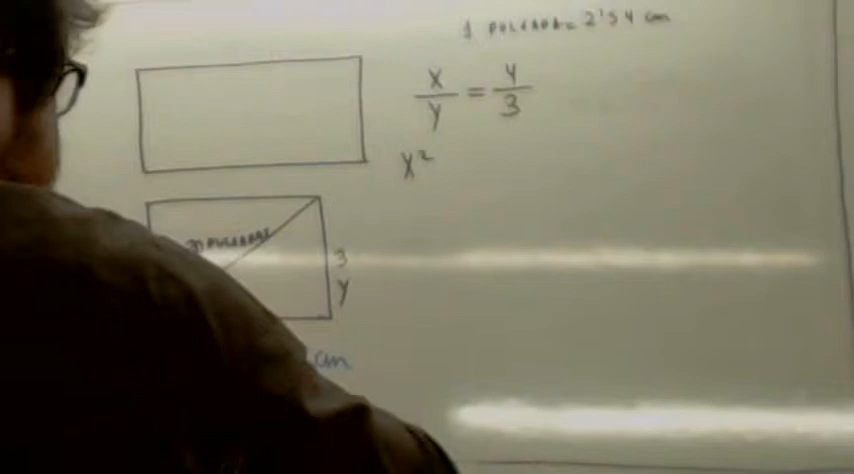 1 PULGADA = 2'54 cm
x/y = 4/3
x²
PULGADAS
3
y
cm